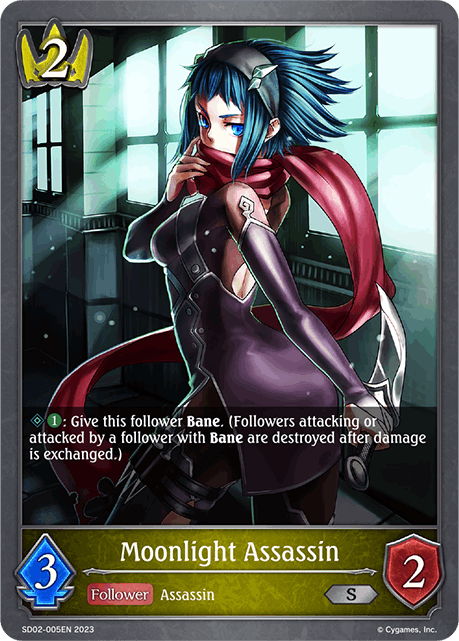 2
1 : Give this follower Bane. (Followers attacking or
attacked by a follower with Bane are destroyed after damage
is exchanged.)
Moonlight Assassin
3
Follower Assassin
S
2
SD02-005EN 2023
© Cygames, Inc.